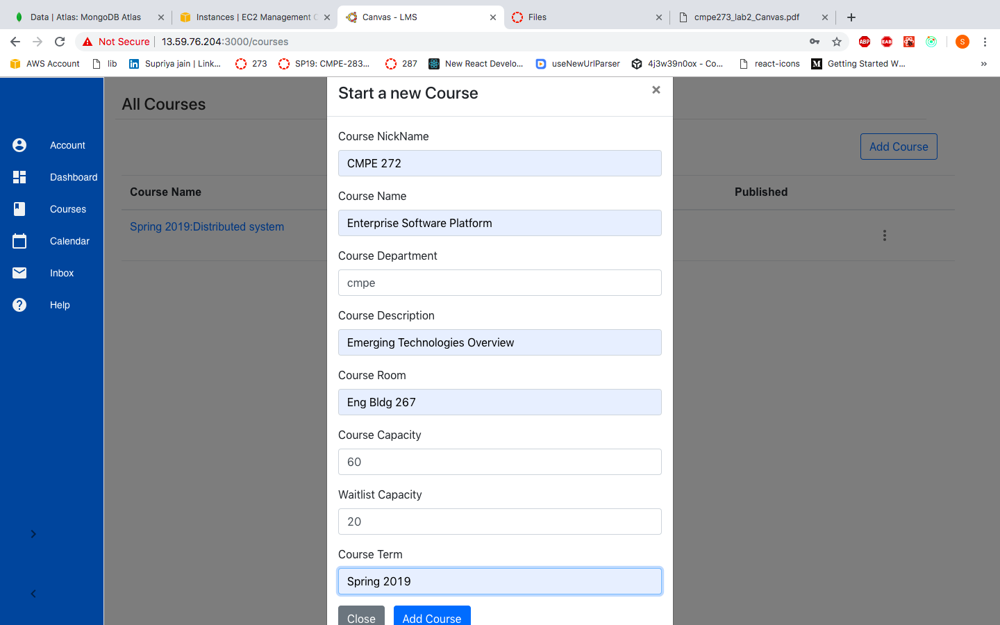 Data | Atlas: MongoDB Atlas
Instances | EC2 Management C
Canvas - LMS
Files
cmpe273_lab2_Canvas.pdf
Not Secure
13.59.76.204:3000/courses
ABP
EAB
S
AWS Account
lib
in
Supriya jain | Link...
273
SP19: CMPE-283...
287
New React Develo...
useNewUrlParser
4j3w39n0ox - Co...
react-icons
M
Getting Started W...
»
Account
Dashboard
Courses
Calendar
Inbox
Help
All Courses
Add Course
Course Name
Published
Spring 2019:Distributed system
Start a new Course
×
Course NickName
CMPE 272
Course Name
Enterprise Software Platform
Course Department
cmpe
Course Description
Emerging Technologies Overview
Course Room
Eng Bldg 267
Course Capacity
60
Waitlist Capacity
20
Course Term
Spring 2019
Close
Add Course